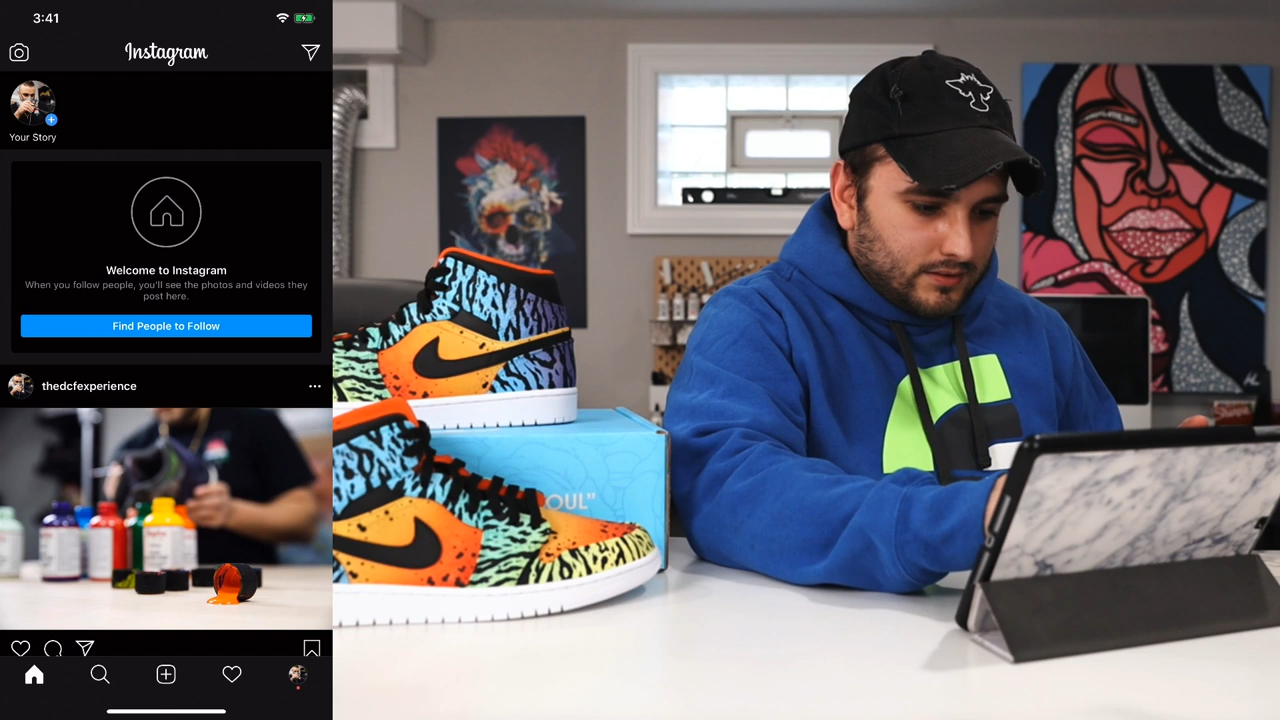 3:41
Instagram
Your Story
Welcome to Instagram
When you follow people, you'll see the photos and videos they
post here.
Find People to Follow
thedcfexperience
OUL"